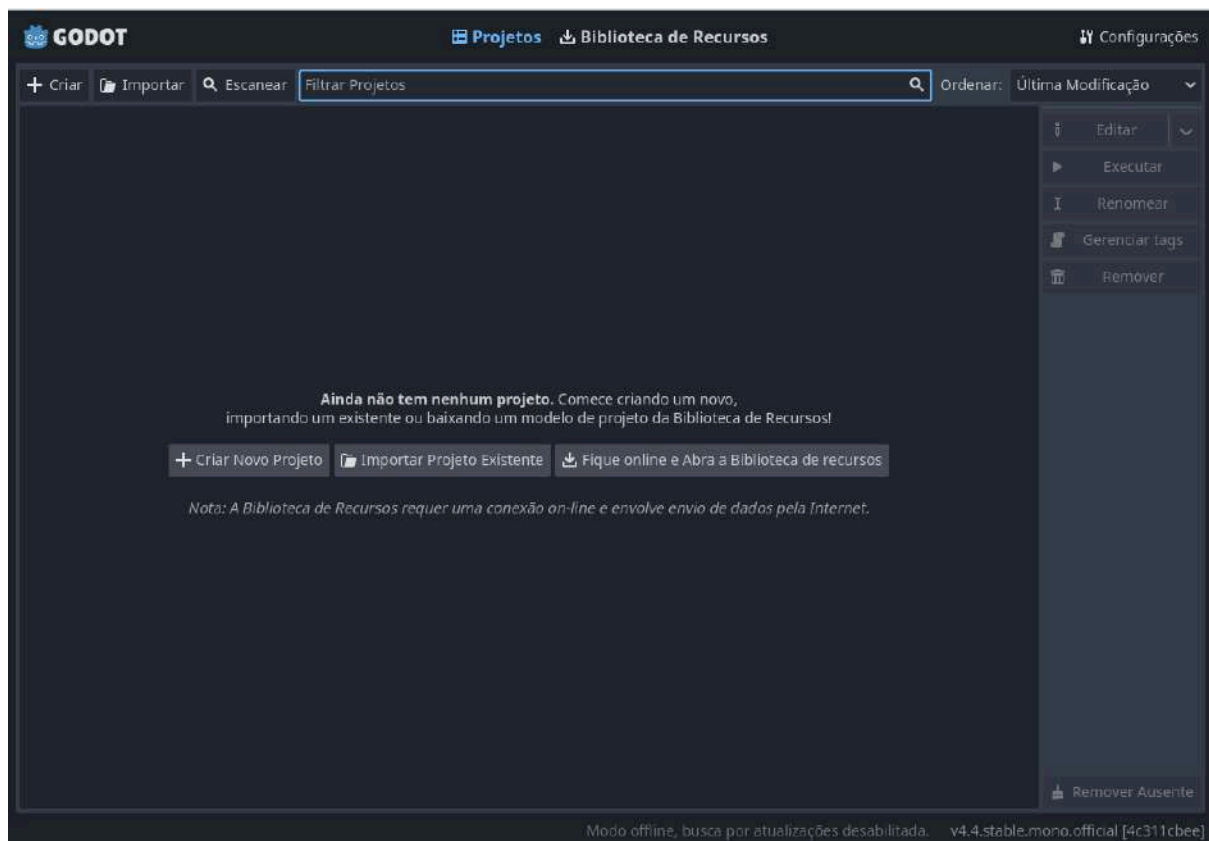 GODOT
Projetos
Biblioteca de Recursos
Configurações
Criar
Importar
Escanear
Filtrar Projetos
Ordenar:
Última Modificação
Editar
Executar
Renomear
Gerenciar tags
Remover
Ainda não tem nenhum projeto. Comece criando um novo,
importando um existente ou baixando um modelo de projeto da Biblioteca de Recursos!
Criar Novo Projeto
Importar Projeto Existente
Fique online e Abra a Biblioteca de recursos
Nota: A Biblioteca de Recursos requer uma conexão on-line e envolve envio de dados pela Internet.
Remover Ausente
Modo offline, busca por atualizações desabilitada.
v4.4.stable.mono.official [4c311cbee]